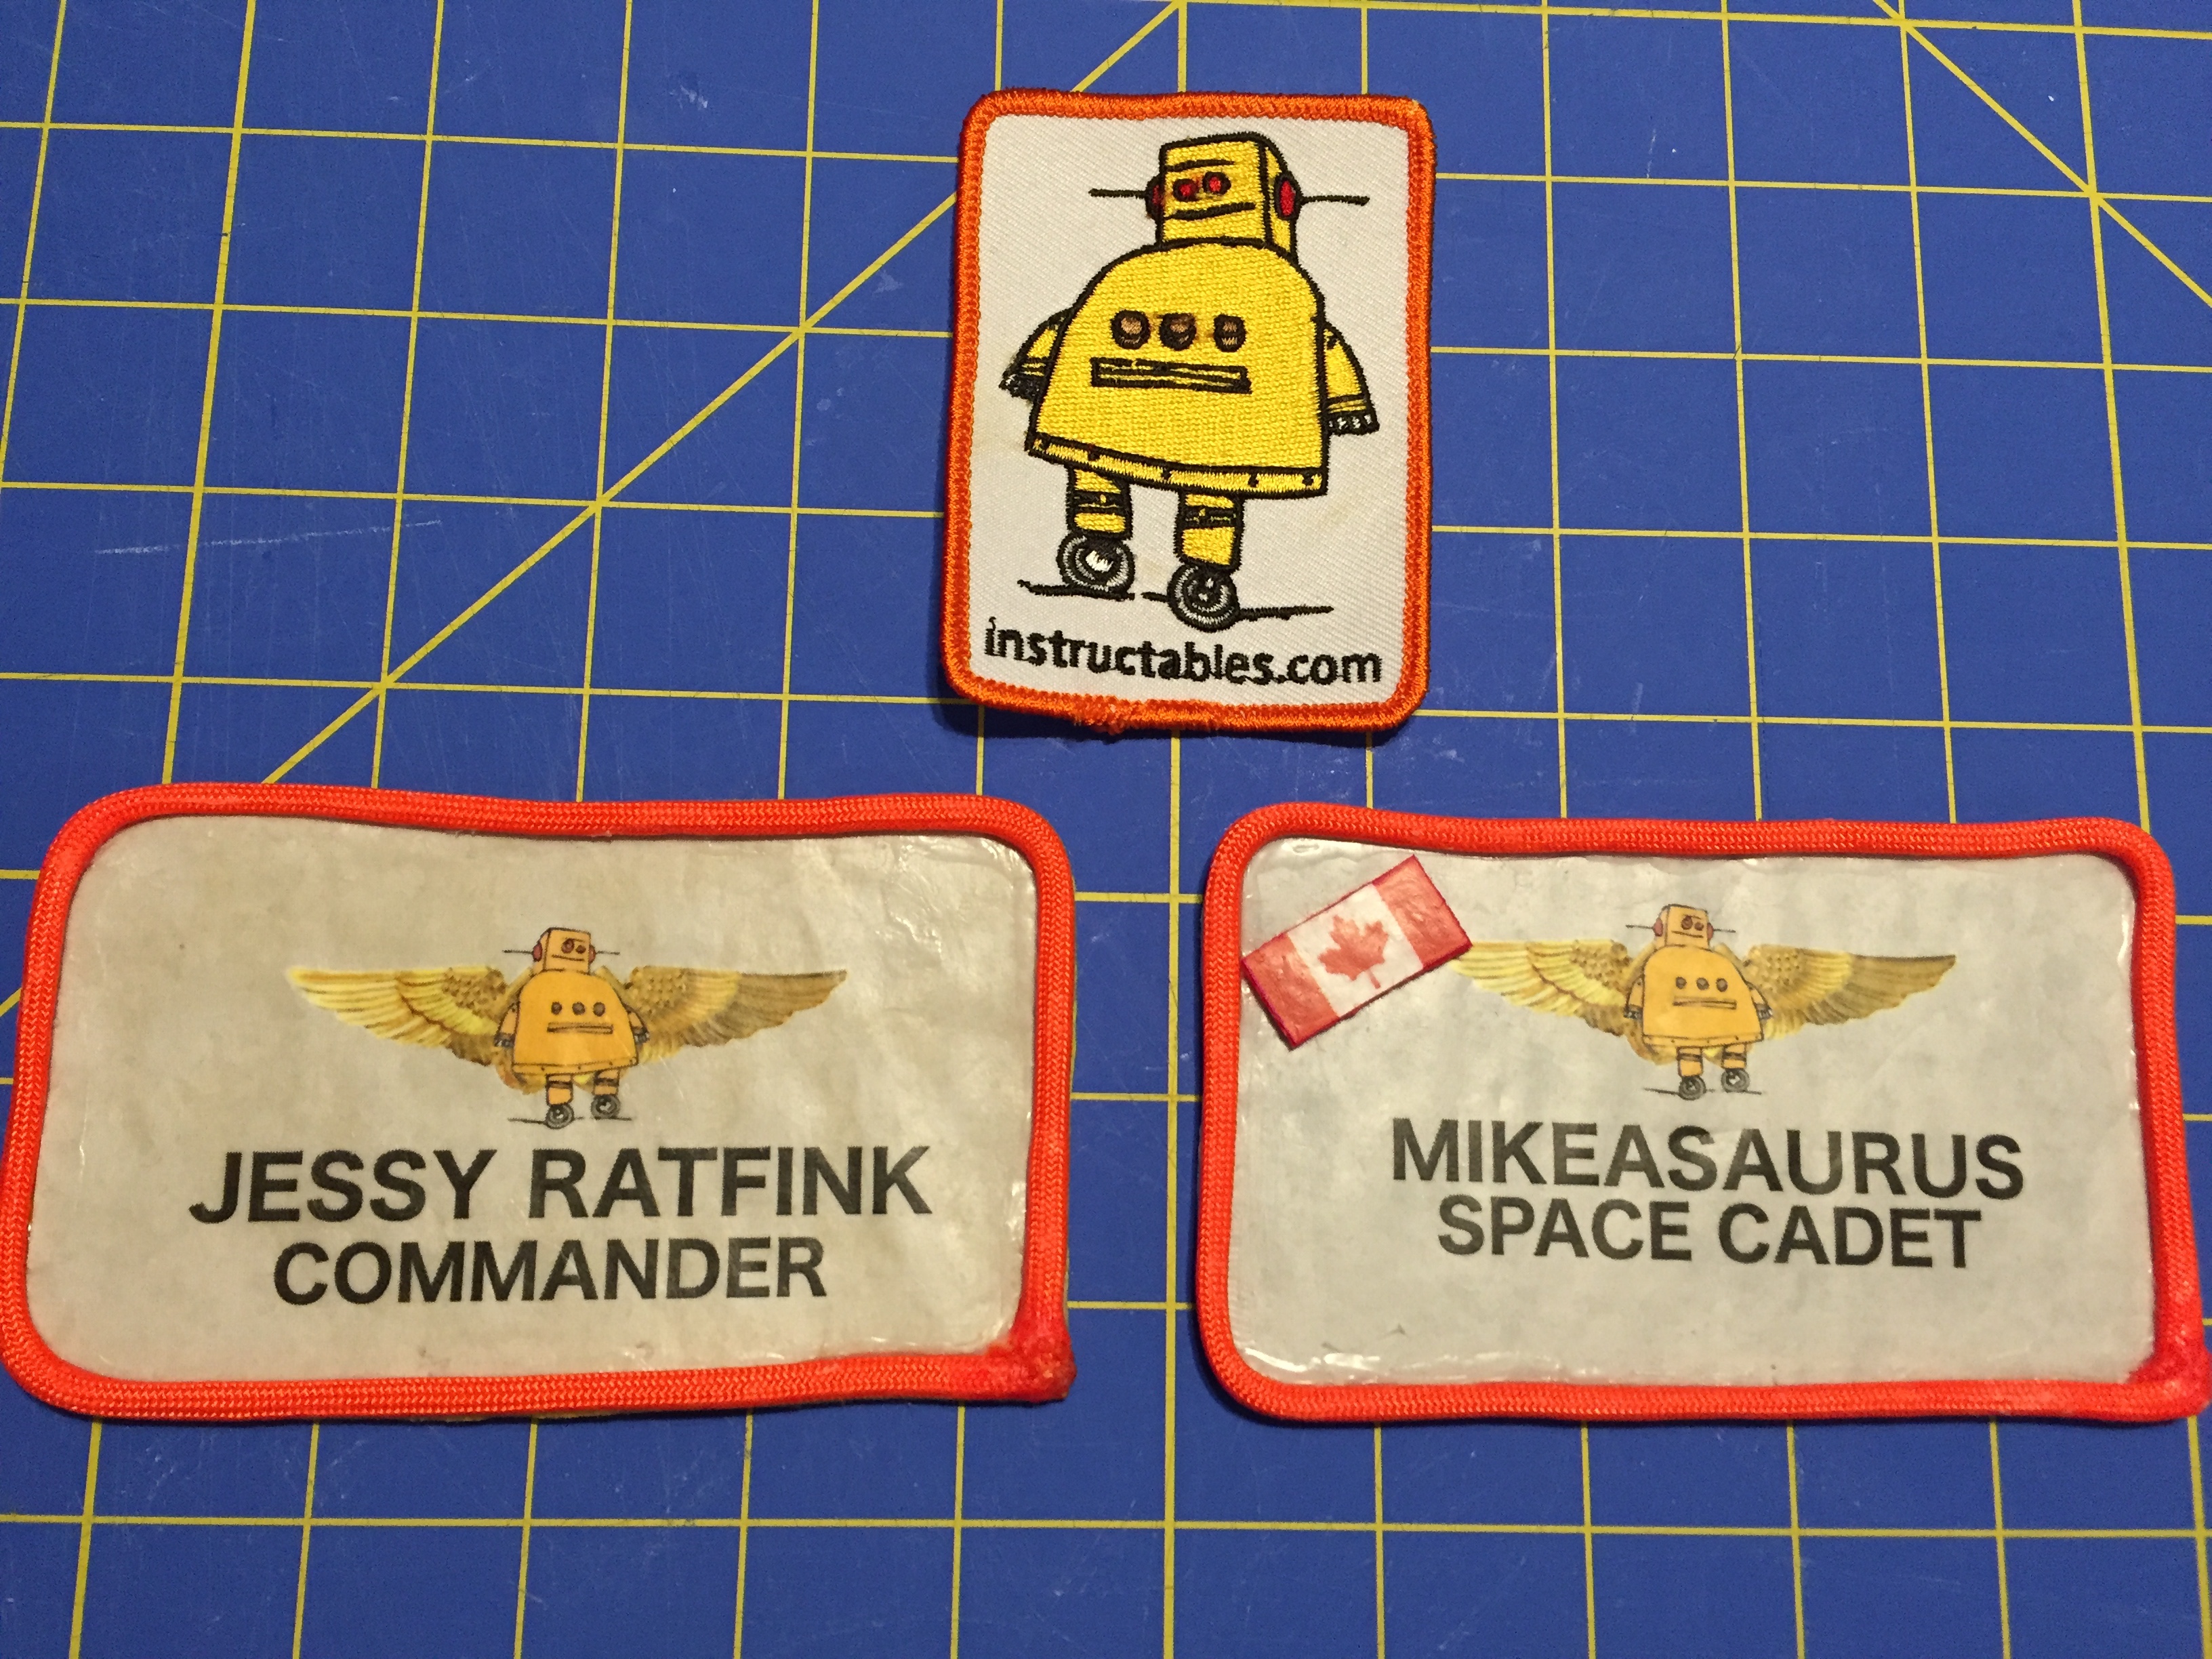 instructables.com
JESSY RATFINK
COMMANDER
MIKEASAURUS
SPACE CADET